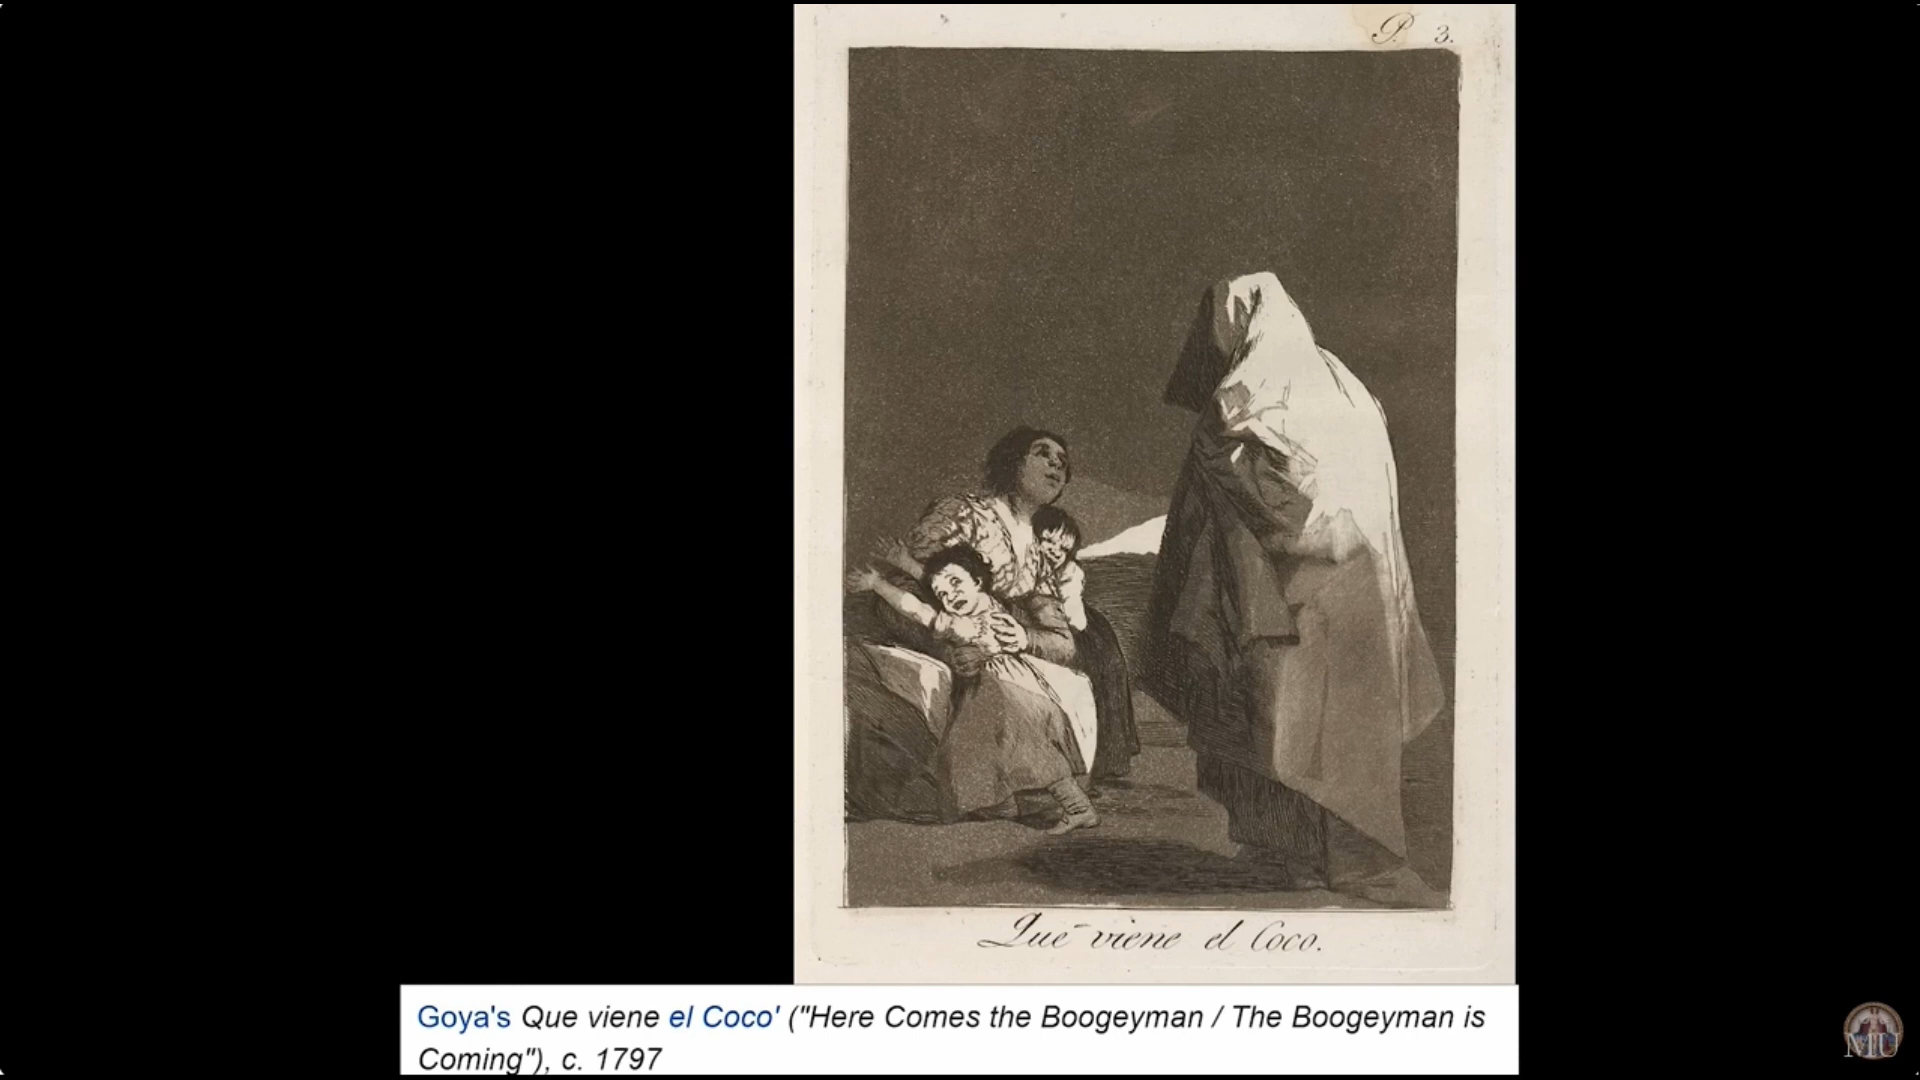 P. 3.
Que viene el Coco.
Goya's Que viene el Coco' ("Here Comes the Boogeyman / The Boogeyman is
Coming"), c. 1797
MIU